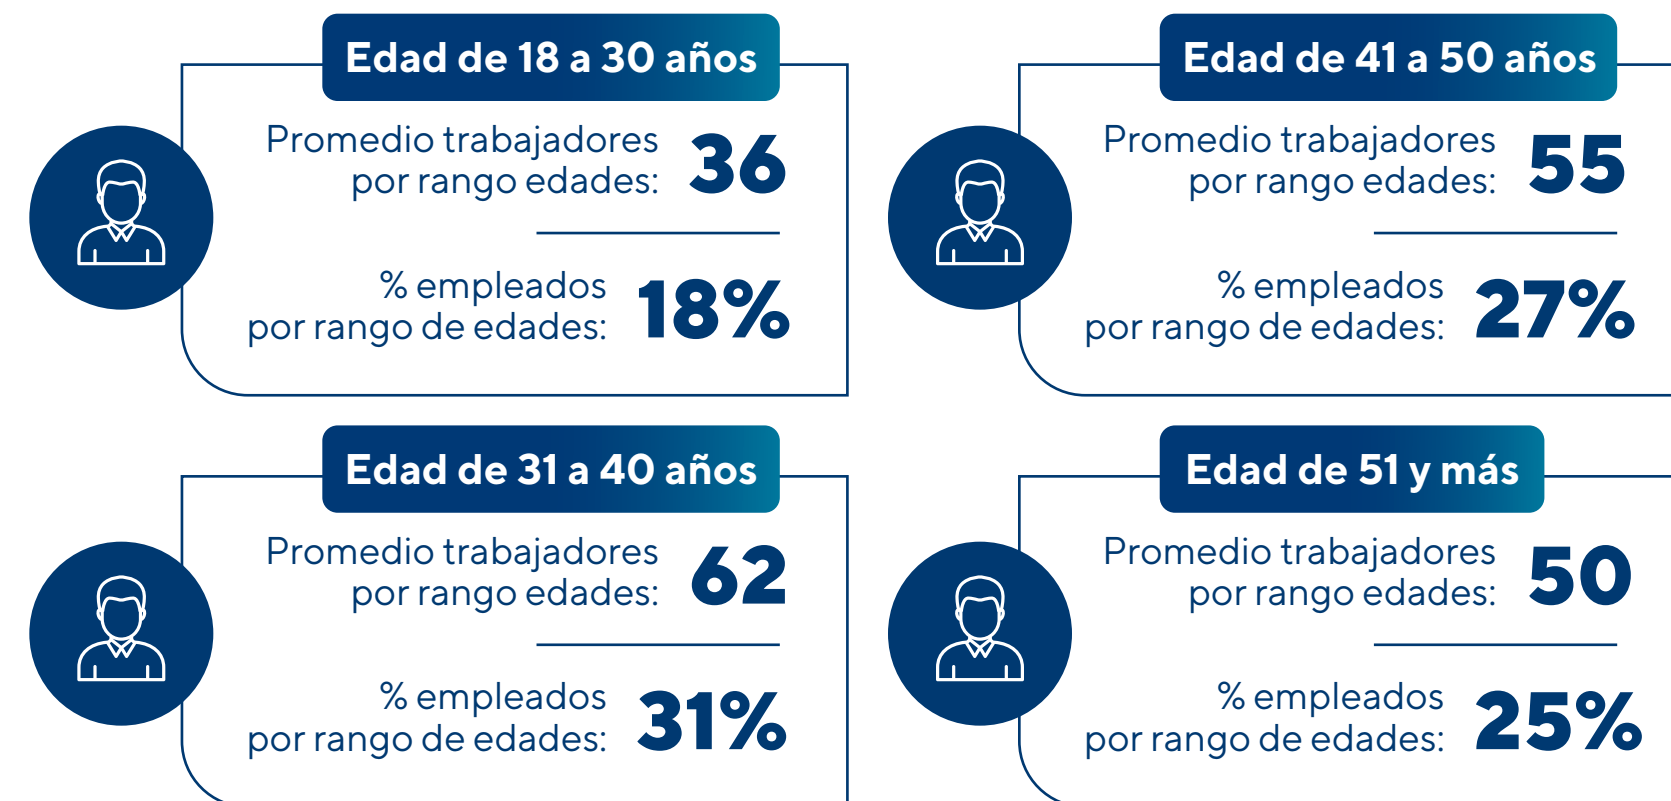 Edad de 18 a 30 años
Promedio trabajadores
por rango edades: 36
% empleados
por rango de edades: 18%
Edad de 41 a 50 años
Promedio trabajadores
por rango edades: 55
% empleados
por rango de edades: 27%
Edad de 31 a 40 años
Promedio trabajadores
por rango edades: 62
% empleados
por rango de edades: 31%
Edad de 51 y más
Promedio trabajadores
por rango edades: 50
% empleados
por rango de edades: 25%